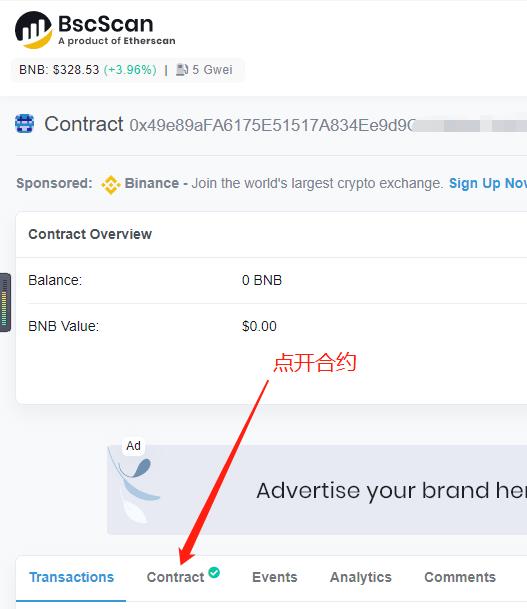 BscScan
A product of Etherscan
BNB: $328.53 (+3.96%) | 5 Gwei
Contract 0x49e89aFA6175E51517A834Ee9d9
Sponsored: Binance - Join the world's largest crypto exchange. Sign Up Now
Contract Overview
Balance: 0 BNB
BNB Value: $0.00
点开合约
Ad
Advertise your brand her
Transactions Contract Events Analytics Comments